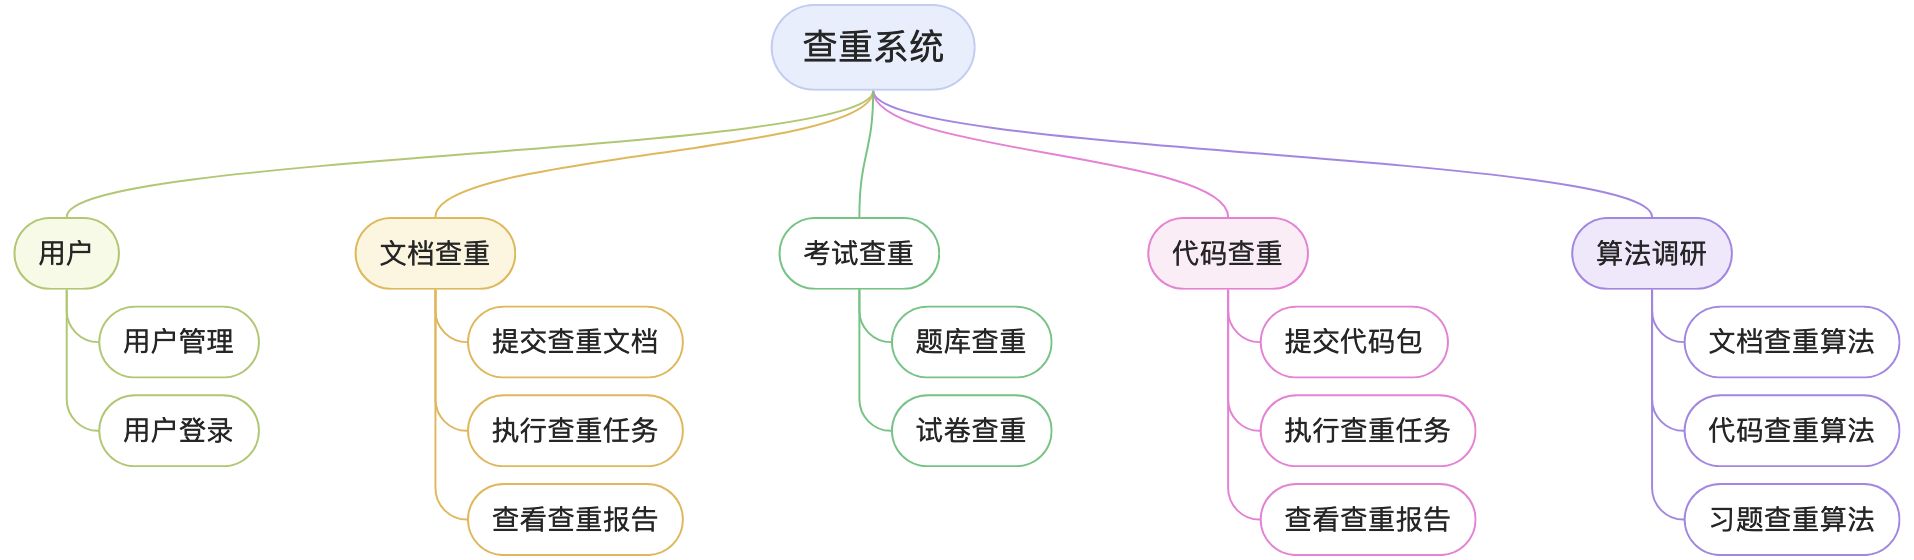 查重系统
用户
用户管理
用户登录
文档查重
提交查重文档
执行查重任务
查看查重报告
考试查重
题库查重
试卷查重
代码查重
提交代码包
执行查重任务
查看查重报告
算法调研
文档查重算法
代码查重算法
习题查重算法